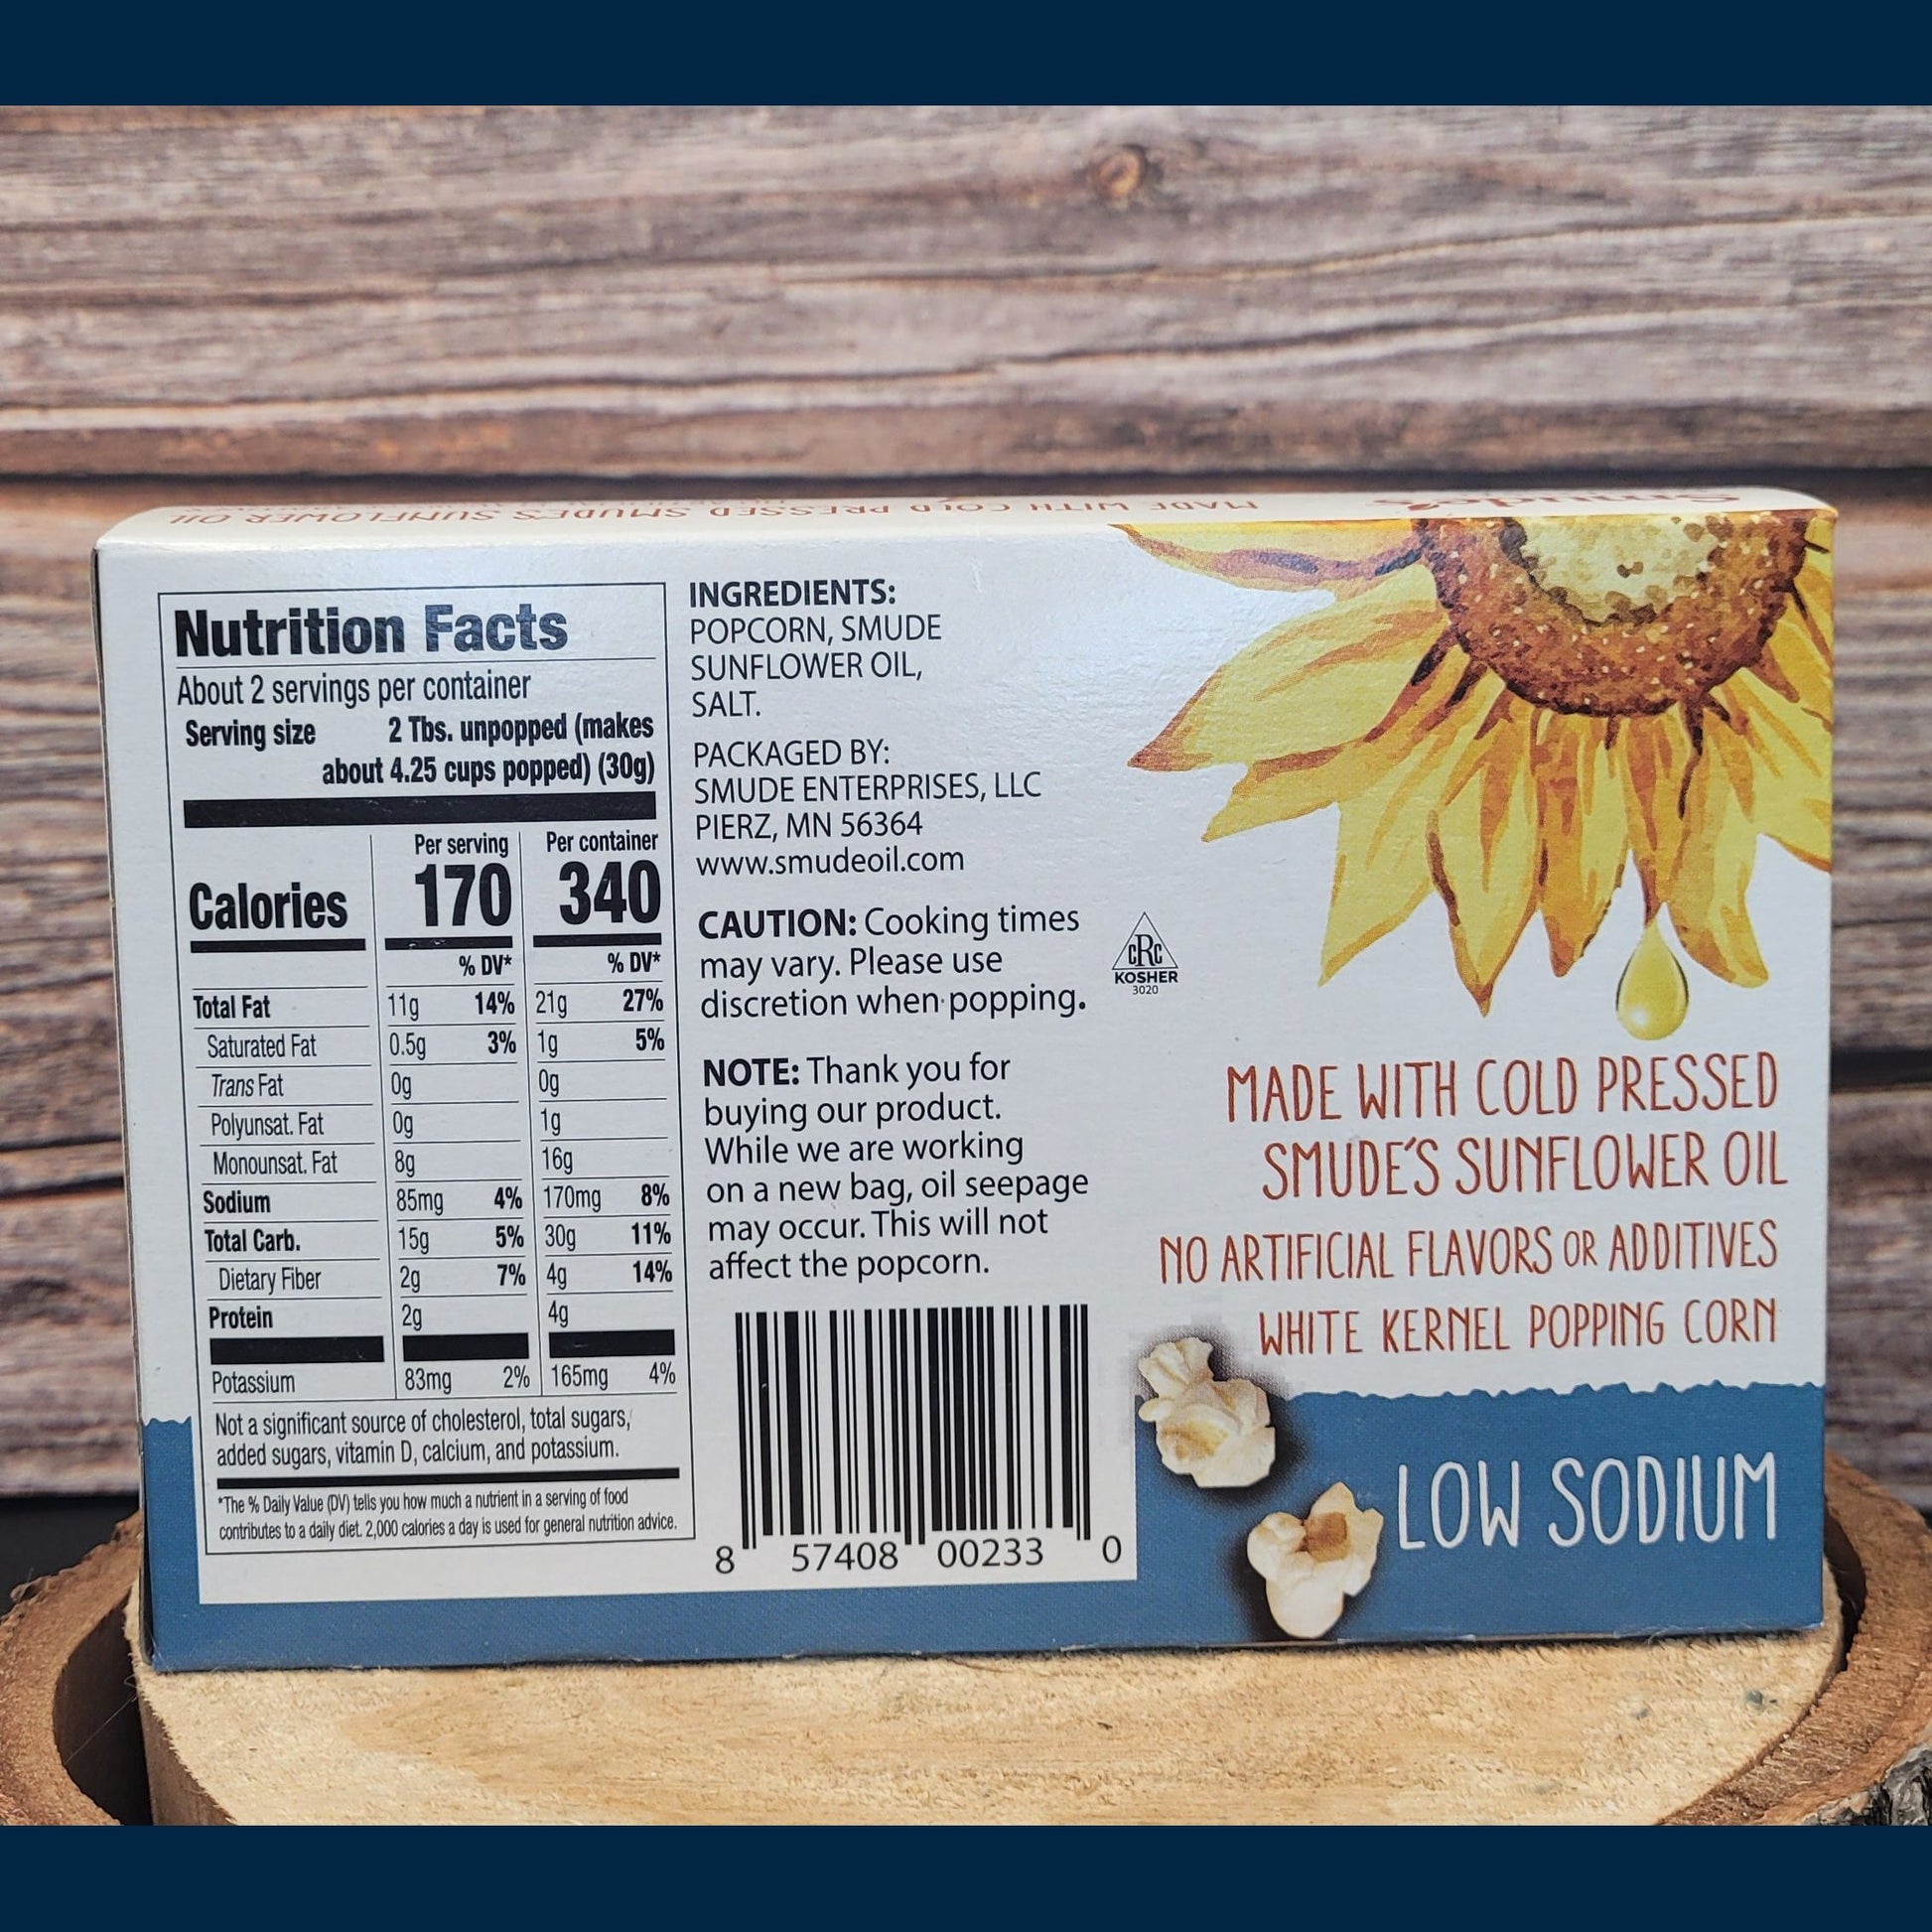 Smude's
MADE WITH COLD PRESSED SMUDE'S SUNFLOWER OIL
Nutrition Facts
About 2 servings per container
Serving size 2 Tbs. unpopped (makes
about 4.25 cups popped) (30g)
Per serving Per container
Calories 170 340
% DV* % DV*
Total Fat 11g 14% 21g 27%
Saturated Fat 0.5g 3% 1g 5%
Trans Fat 0g 0g
Polyunsat. Fat 0g 1g
Monounsat. Fat 8g 16g
Sodium 85mg 4% 170mg 8%
Total Carb. 15g 5% 30g 11%
Dietary Fiber 2g 7% 4g 14%
Protein 2g 4g
Potassium 83mg 2% 165mg 4%
Not a significant source of cholesterol, total sugars,
added sugars, vitamin D, calcium, and potassium.
*The % Daily Value (DV) tells you how much a nutrient in a serving of food
contributes to a daily diet. 2,000 calories a day is used for general nutrition advice.
INGREDIENTS:
POPCORN, SMUDE
SUNFLOWER OIL,
SALT.
PACKAGED BY:
SMUDE ENTERPRISES, LLC
PIERZ, MN 56364
www.smudeoil.com
CAUTION: Cooking times
may vary. Please use
discretion when popping.
CRC
KOSHER
3020
NOTE: Thank you for
buying our product.
While we are working
on a new bag, oil seepage
may occur. This will not
affect the popcorn.
8 57408 00233 0
MADE WITH COLD PRESSED
SMUDE'S SUNFLOWER OIL
NO ARTIFICIAL FLAVORS OR ADDITIVES
WHITE KERNEL POPPING CORN
LOW SODIUM